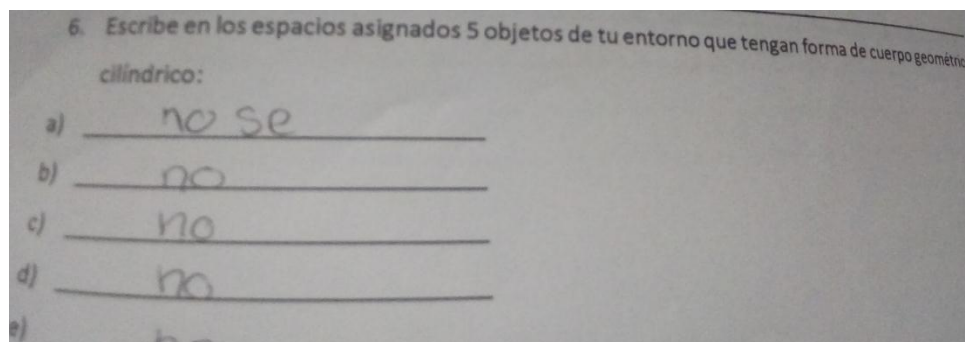 6. Escribe en los espacios asignados 5 objetos de tu entorno que tengan forma de cuerpo geométric
cilíndrico:
a) no se
b) no
c) no
d) no
e)